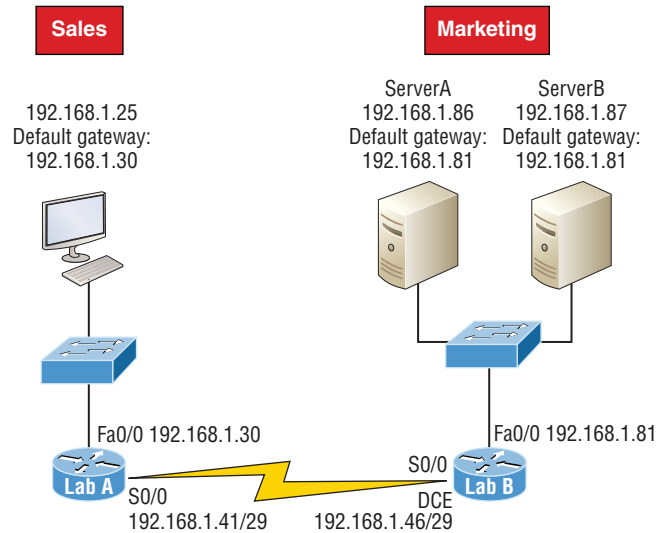 Sales
Marketing
192.168.1.25
Default gateway:
192.168.1.30
ServerA
192.168.1.86
Default gateway:
192.168.1.81
ServerB
192.168.1.87
Default gateway:
192.168.1.81
Fa0/0 192.168.1.30
Lab A
S0/0
192.168.1.41/29
Fa0/0 192.168.1.81
S0/0
Lab B
DCE
192.168.1.46/29